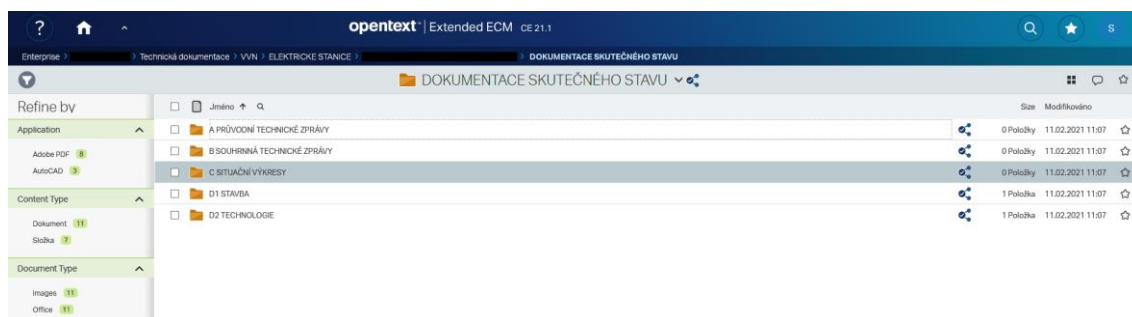 ? opentext™ | Extended ECM CE 21.1 S
Enterprise > Technická dokumentace > VVN > ELEKTRICKE STANICE > > DOKUMENTACE SKUTEČNÉHO STAVU
DOKUMENTACE SKUTEČNÉHO STAVU
Refine by Jméno Size Modifikováno
Application A PRŮVODNÍ TECHNICKÉ ZPRÁVY 0 Položky 11.02.2021 11:07
Adobe PDF 8 B SOUHRNNÁ TECHNICKÉ ZPRÁVY 0 Položky 11.02.2021 11:07
AutoCAD 3 C SITUAČNÍ VÝKRESY 0 Položky 11.02.2021 11:07
Content Type D1 STAVBA 1 Položka 11.02.2021 11:07
Dokument 11 D2 TECHNOLOGIE 1 Položka 11.02.2021 11:07
Složka 7
Document Type
Images 11
Office 11